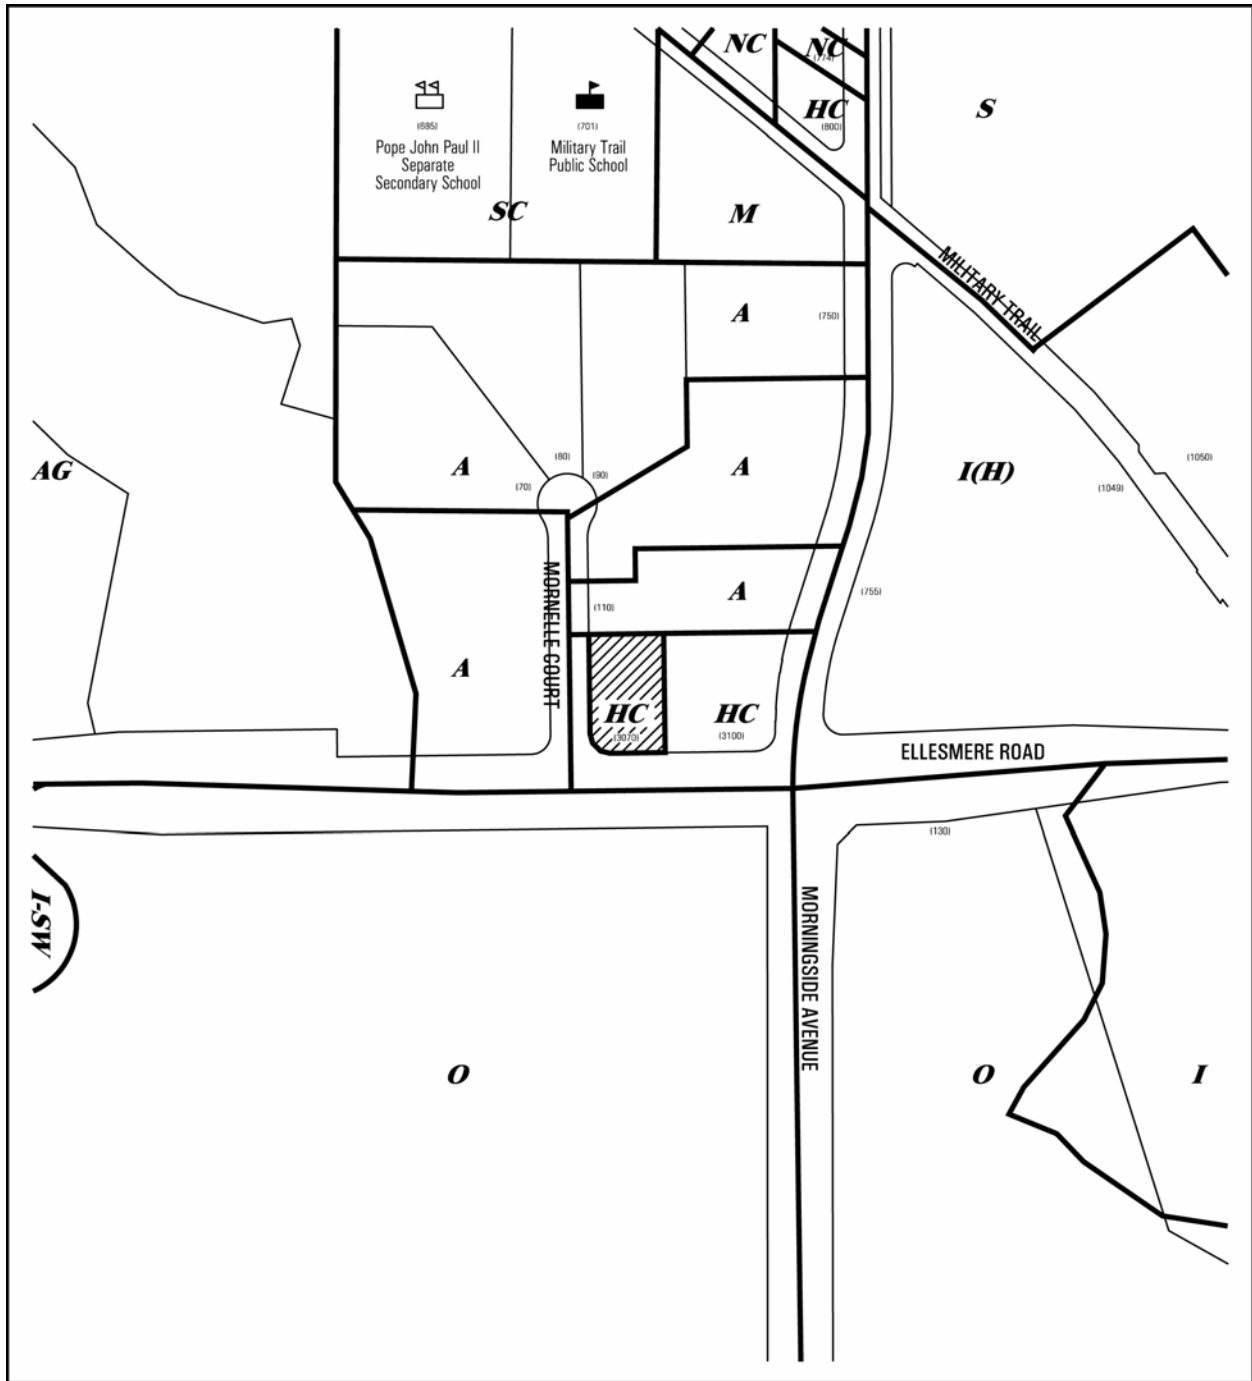 NC
NC
(774)
HC
(800)
S
(685)
Pope John Paul II
Separate
Secondary School
(701)
Military Trail
Public School
SC
M
MILITARY TRAIL
A
(750)
AG
A
(80)
(70)
(90)
A
I(H)
(1050)
(1049)
MORNELLE COURT
(110)
A
(755)
A
HC
(3070)
HC
(3100)
ELLESMERE ROAD
(130)
I-SW
MORNINGSIDE AVENUE
O
O
I